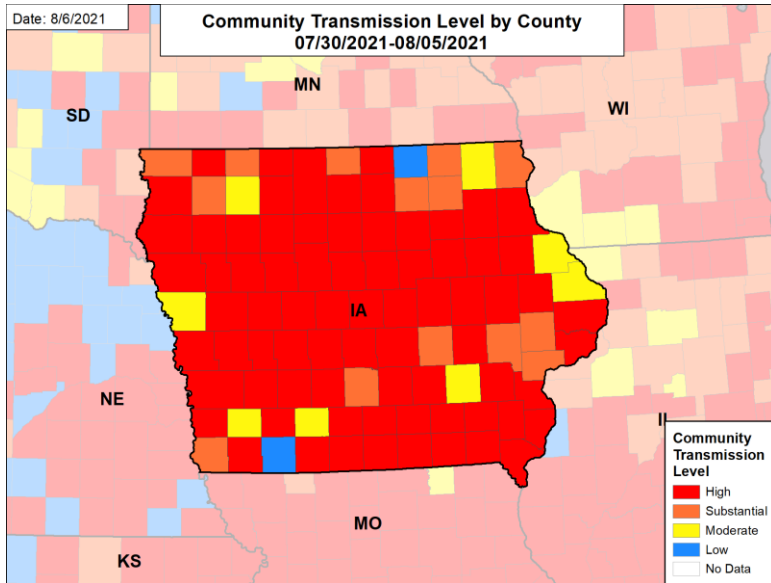 Date: 8/6/2021
Community Transmission Level by County
07/30/2021-08/05/2021
MN
SD
WI
IA
NE
IL
MO
KS
Community
Transmission
Level
High
Substantial
Moderate
Low
No Data